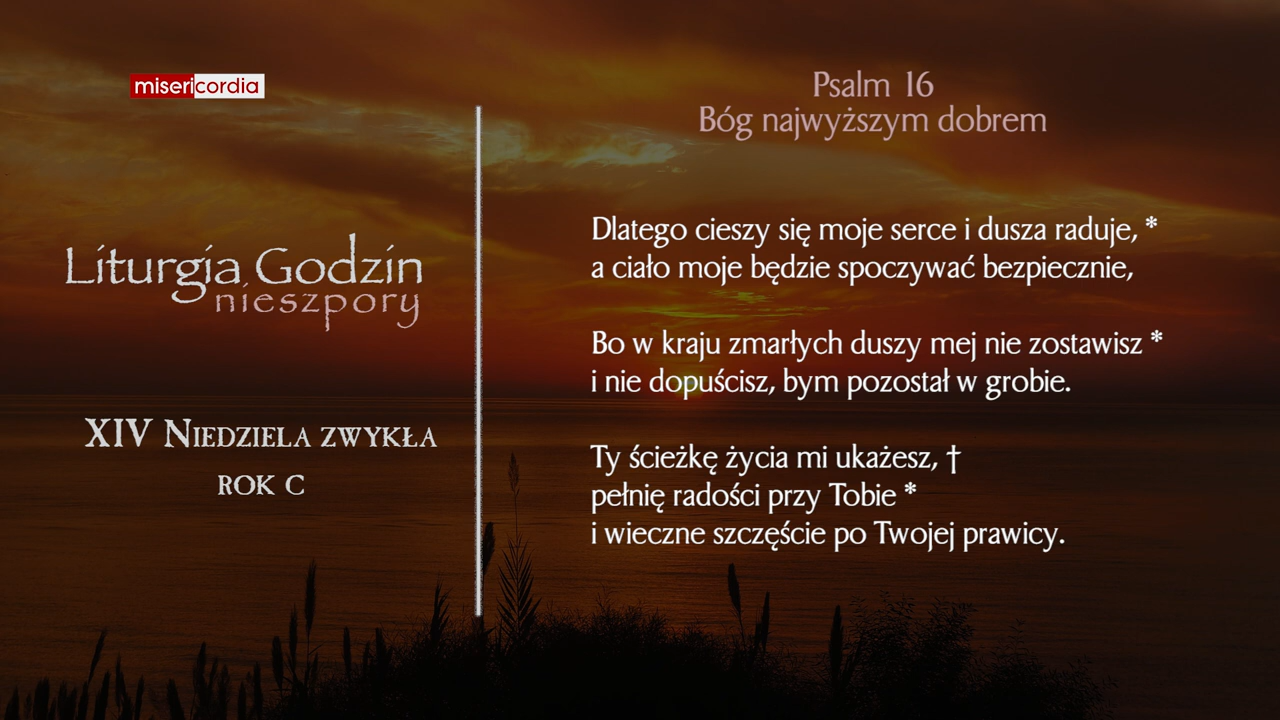 misericordia
Liturgia Godzin
nieszpory
XIV Niedziela zwykła
rok C
Psalm 16
Bóg najwyższym dobrem
Dlatego cieszy się moje serce i dusza raduje, *
a ciało moje będzie spoczywać bezpiecznie,
Bo w kraju zmarłych duszy mej nie zostawisz *
i nie dopuścisz, bym pozostał w grobie.
Ty ścieżkę życia mi ukażesz, †
pełnię radości przy Tobie *
i wieczne szczęście po Twojej prawicy.